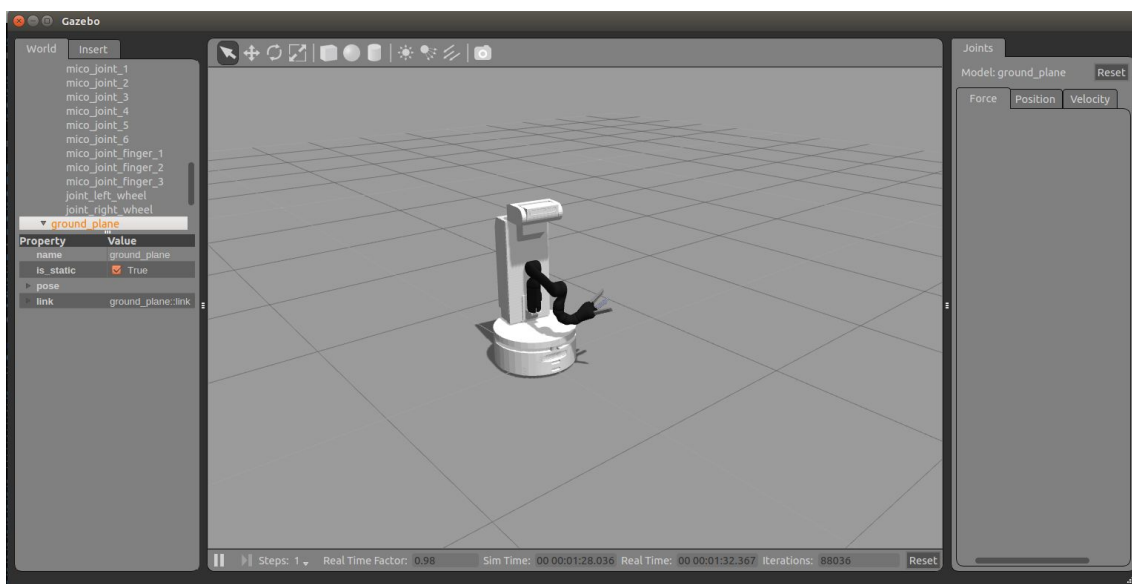 Gazebo
World Insert
mico_joint_1
mico_joint_2
mico_joint_3
mico_joint_4
mico_joint_5
mico_joint_6
mico_joint_finger_1
mico_joint_finger_2
mico_joint_finger_3
joint_left_wheel
joint_right_wheel
ground_plane
Property Value
name ground_plane
is_static True
pose
link ground_plane::link
Steps: 1 Real Time Factor: 0.98 Sim Time: 00 00:01:28.036 Real Time: 00 00:01:32.367 Iterations: 88036 Reset
Joints
Model: ground_plane Reset
Force Position Velocity